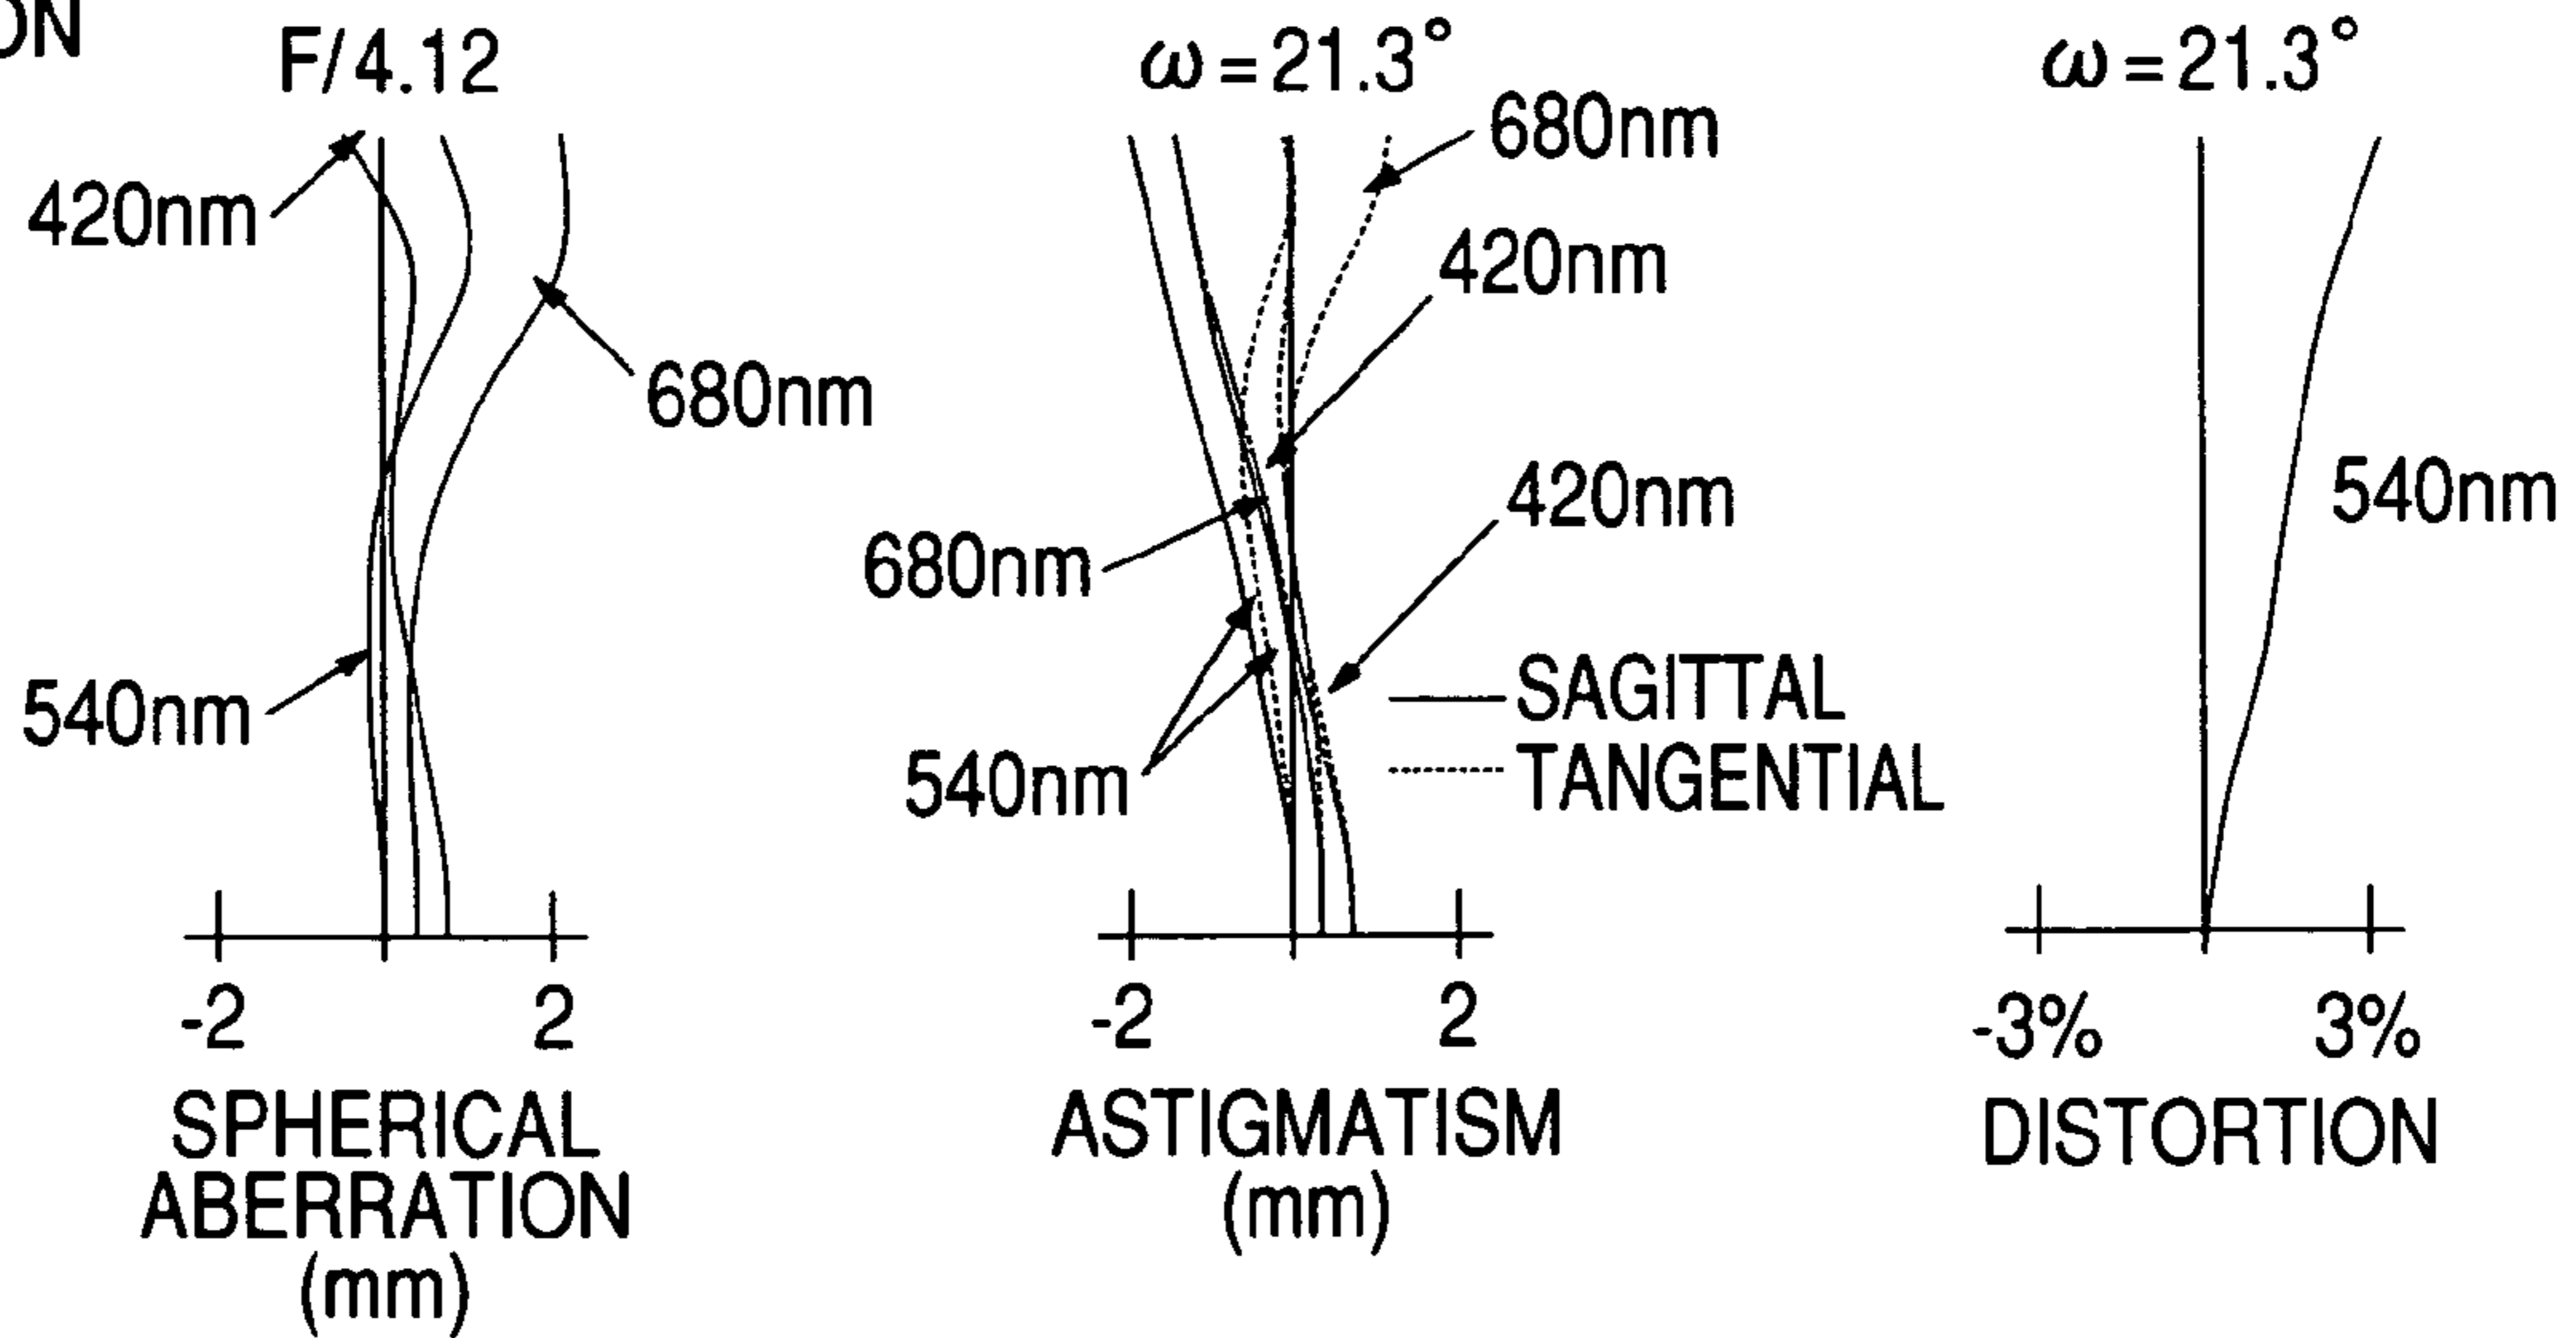 ON
F/4.12
420nm
680nm
540nm
-2
2
SPHERICAL
ABERRATION
(mm)
ω=21.3°
680nm
420nm
420nm
680nm
540nm
SAGITTAL
TANGENTIAL
-2
2
ASTIGMATISM
(mm)
ω=21.3°
540nm
-3%
3%
DISTORTION